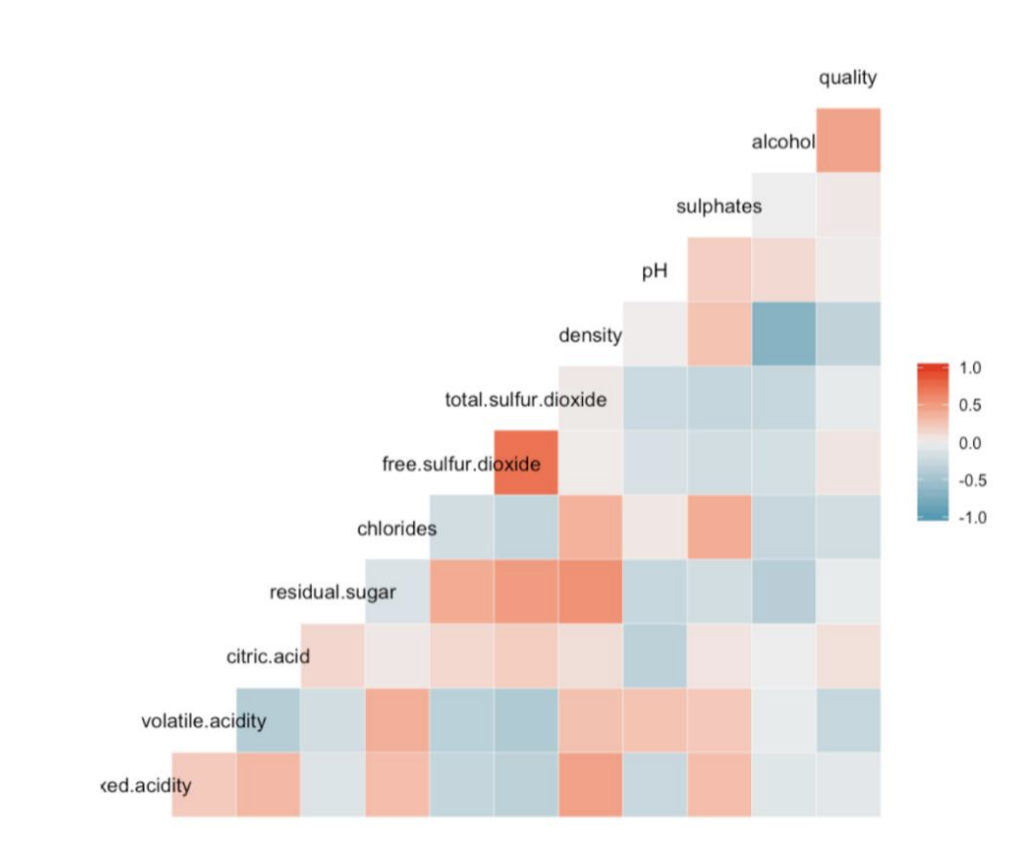 quality
alcohol
sulphates
pH
density
total.sulfur.dioxide
free.sulfur.dioxide
chlorides
residual.sugar
citric.acid
volatile.acidity
ked.acidity
1.0
0.5
0.0
-0.5
-1.0